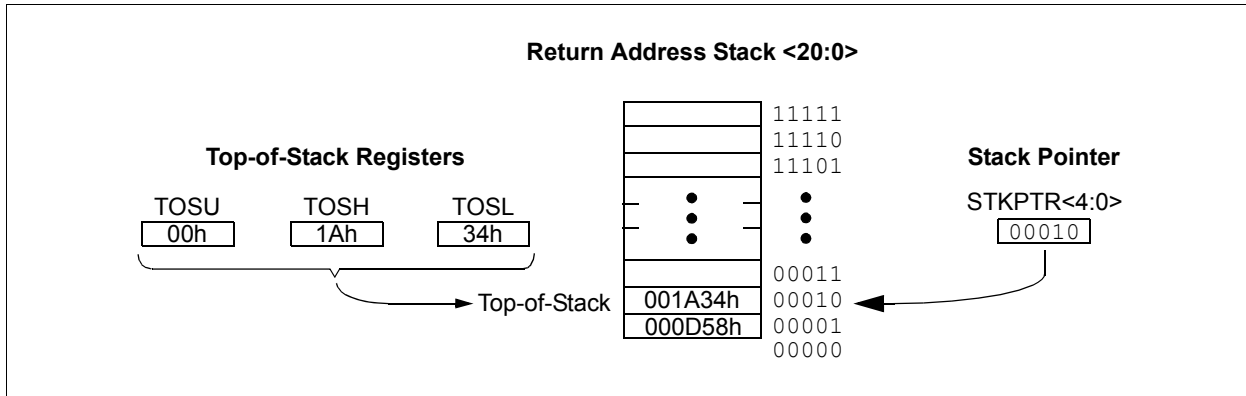 Return Address Stack <20:0>
Top-of-Stack Registers
TOSU TOSH TOSL
00h 1Ah 34h
11111
11110
11101
Stack Pointer
STKPTR<4:0>
00010
00011
Top-of-Stack 001A34h 00010
000D58h 00001
00000